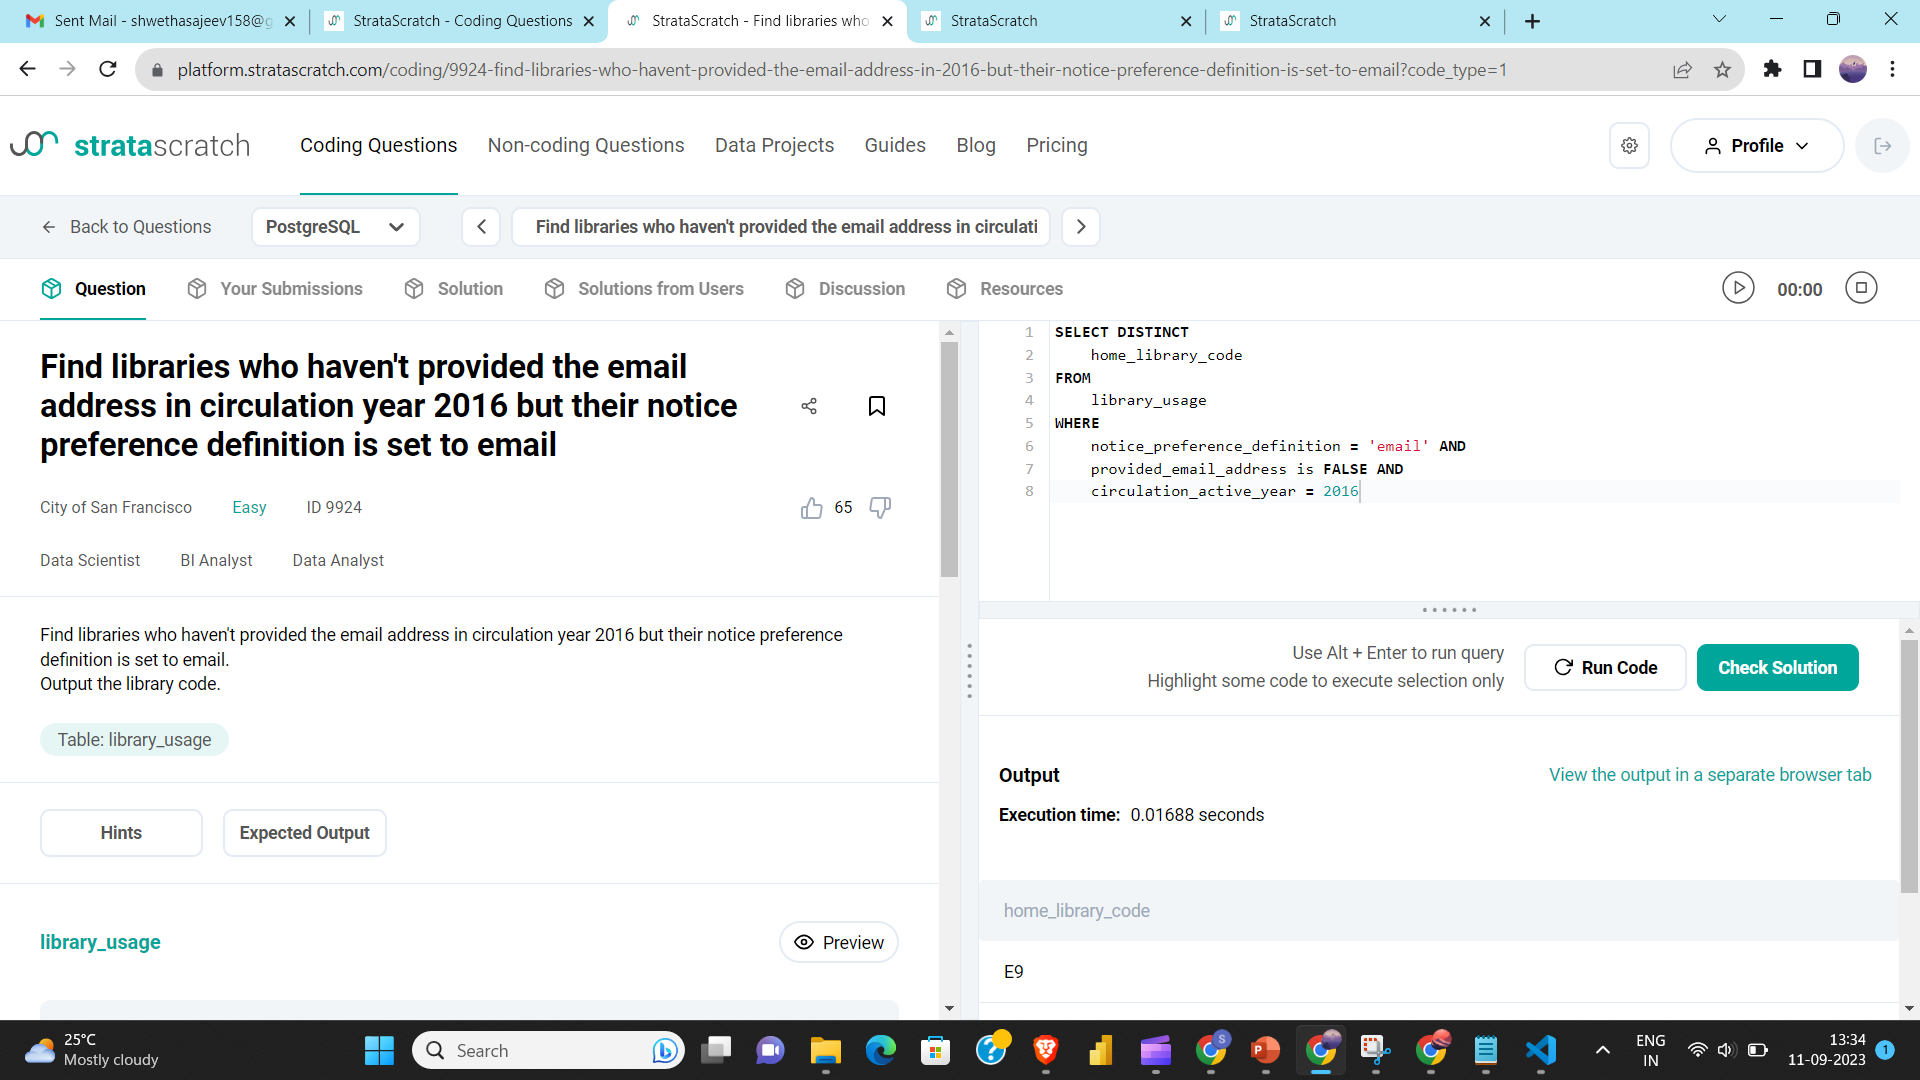 Sent Mail - shwethasajeev158@g
StrataScratch - Coding Questions
StrataScratch - Find libraries who
StrataScratch
StrataScratch
platform.stratascratch.com/coding/9924-find-libraries-who-havent-provided-the-email-address-in-2016-but-their-notice-preference-definition-is-set-to-email?code_type=1
stratascratch
Coding Questions
Non-coding Questions
Data Projects
Guides
Blog
Pricing
Profile
Back to Questions
PostgreSQL
Find libraries who haven't provided the email address in circulati
Question
Your Submissions
Solution
Solutions from Users
Discussion
Resources
00:00
Find libraries who haven't provided the email
address in circulation year 2016 but their notice
preference definition is set to email
City of San Francisco
Easy
ID 9924
65
Data Scientist
BI Analyst
Data Analyst
Find libraries who haven't provided the email address in circulation year 2016 but their notice preference
definition is set to email.
Output the library code.
Table: library_usage
Hints
Expected Output
library_usage
Preview
1 SELECT DISTINCT
2 home_library_code
3 FROM
4 library_usage
5 WHERE
6 notice_preference_definition = 'email' AND
7 provided_email_address is FALSE AND
8 circulation_active_year = 2016
Use Alt + Enter to run query
Highlight some code to execute selection only
Run Code
Check Solution
Output
View the output in a separate browser tab
Execution time: 0.01688 seconds
home_library_code
E9
25°C
Mostly cloudy
Search
ENG
IN
13:34
11-09-2023
1